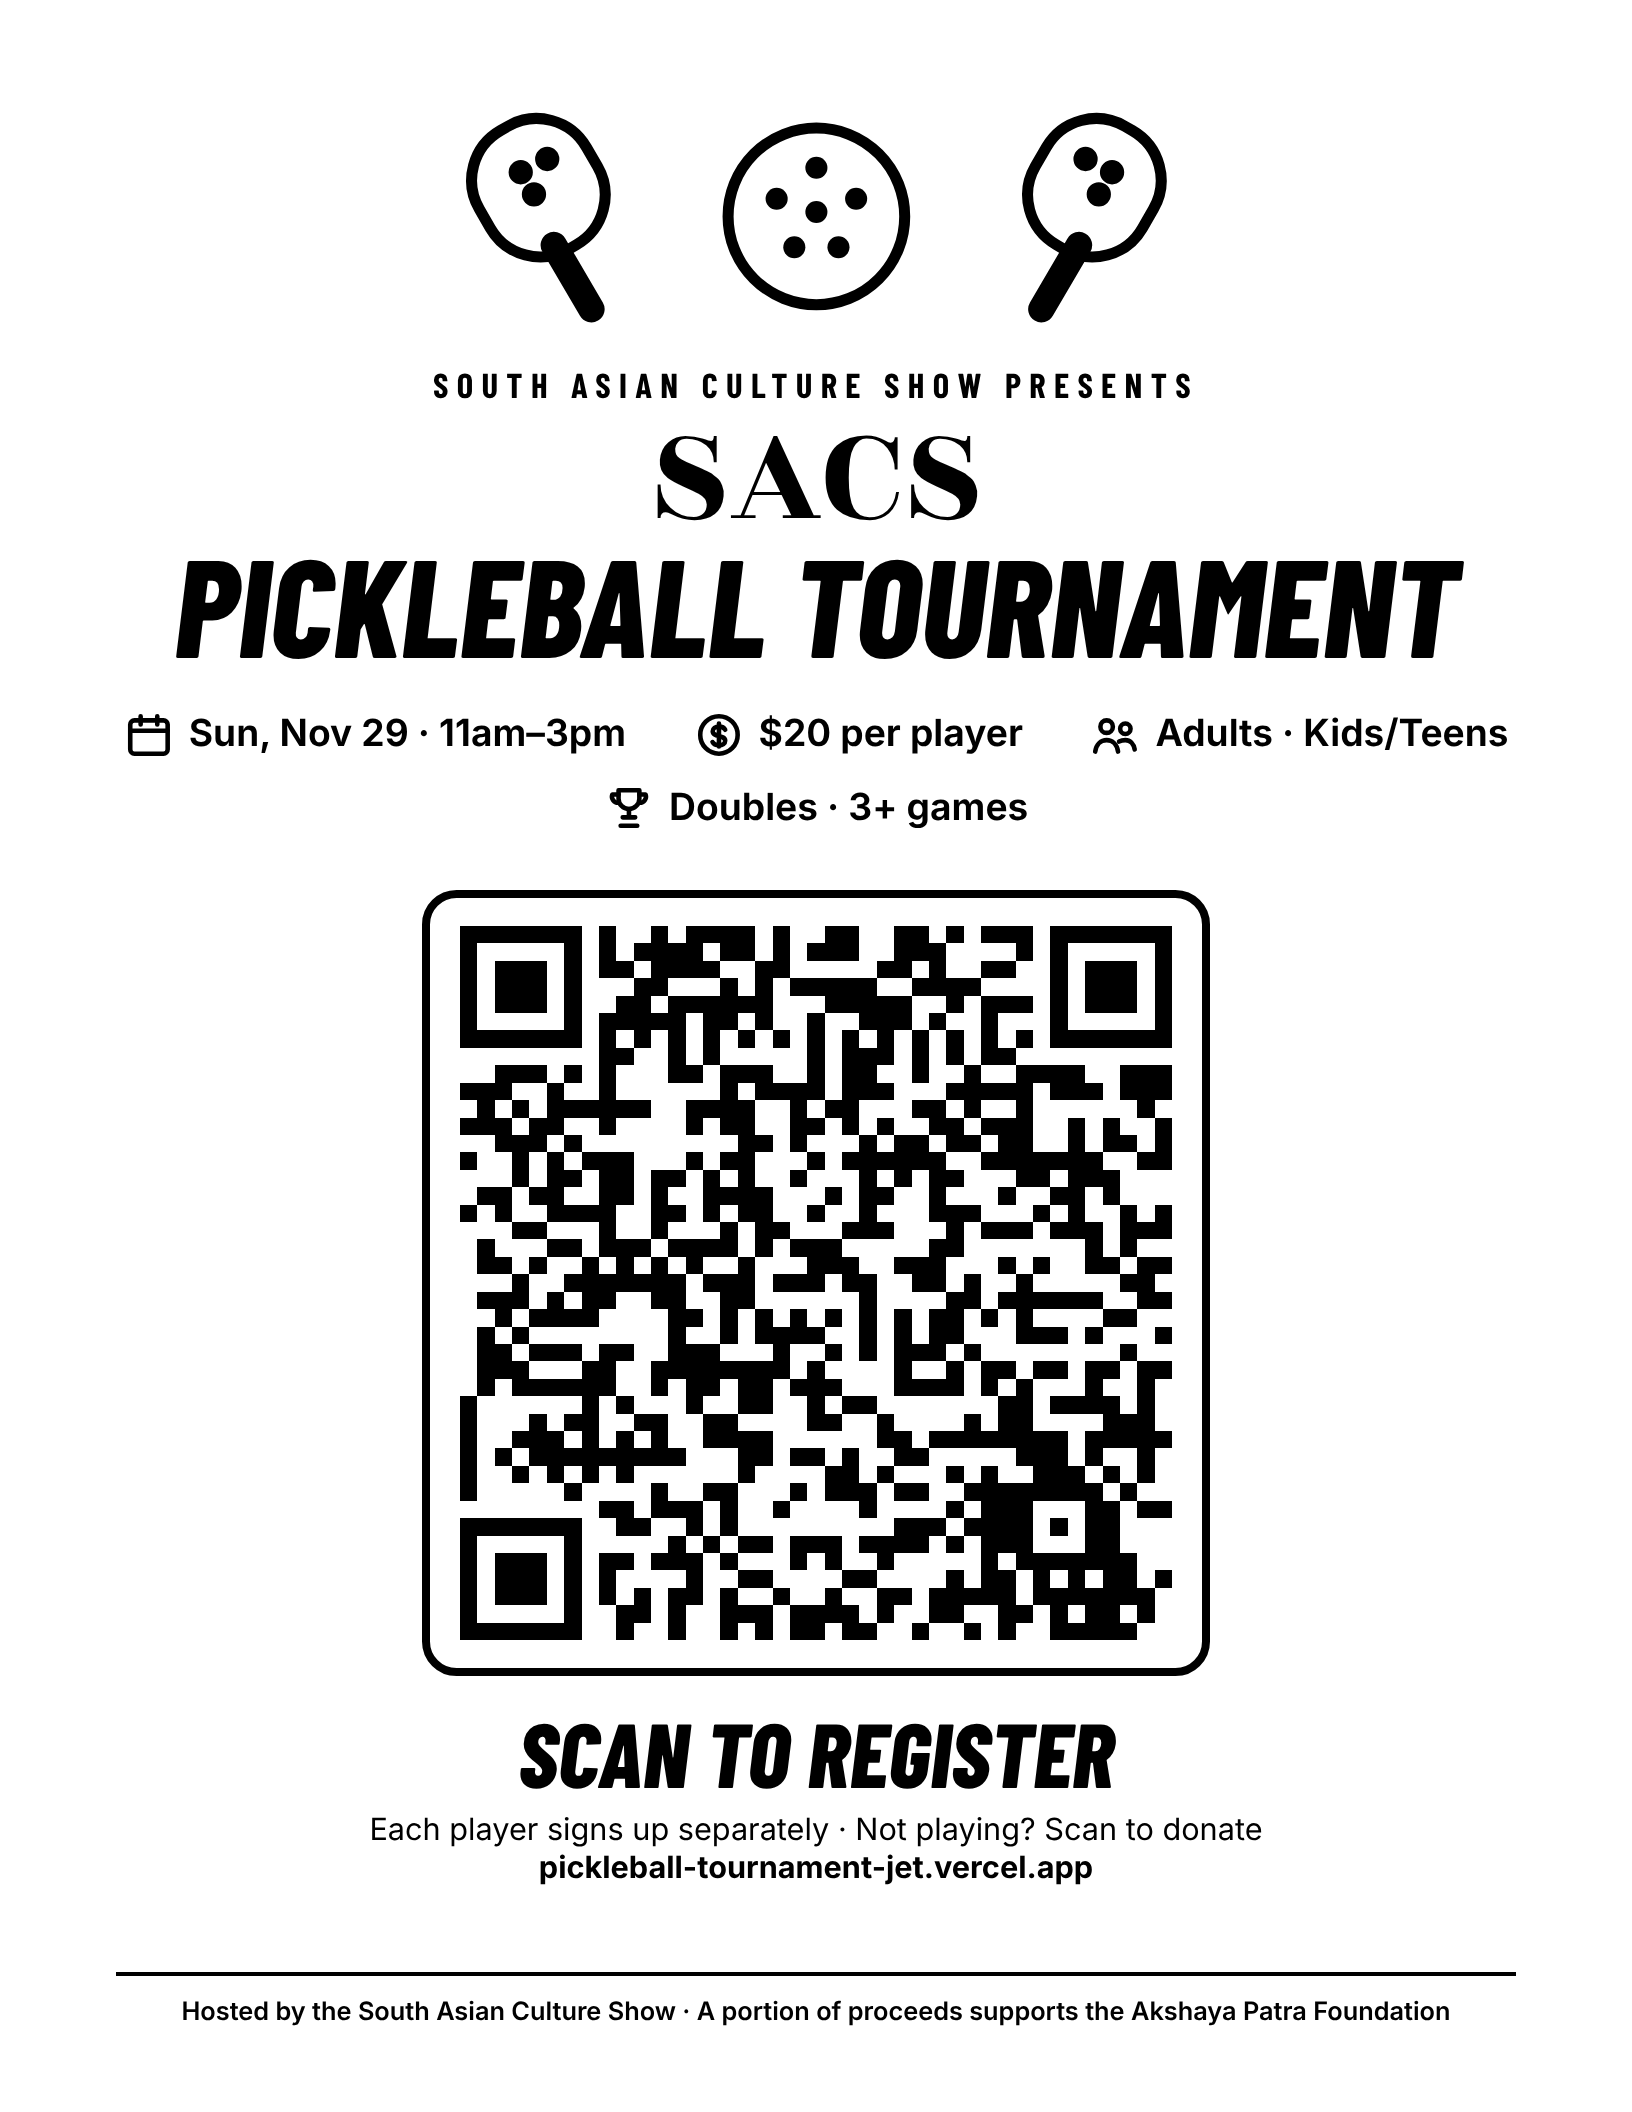 SOUTH ASIAN CULTURE SHOW PRESENTS
SACS
PICKLEBALL TOURNAMENT
Sun, Nov 29 · 11am–3pm $20 per player Adults · Kids/Teens
Doubles · 3+ games
SCAN TO REGISTER
Each player signs up separately · Not playing? Scan to donate
pickleball-tournament-jet.vercel.app
Hosted by the South Asian Culture Show · A portion of proceeds supports the Akshaya Patra Foundation